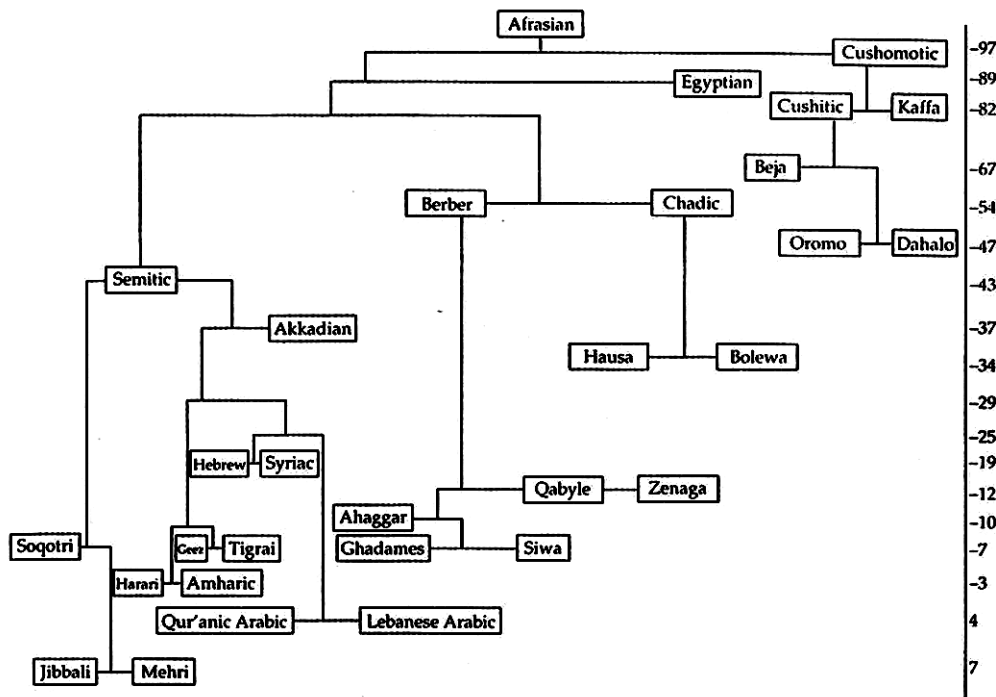 Afrasian
Cushomotic
-97
Egyptian
-89
Cushitic
Kaffa
-82
Beja
-67
Berber
Chadic
-54
Oromo
Dahalo
-47
Semitic
-43
Akkadian
-37
Hausa
Bolewa
-34
-29
-25
Hebrew
Syriac
-19
Qabyle
Zenaga
-12
Ahaggar
-10
Soqotri
Geez
Tigrai
Ghadames
Siwa
-7
Harari
Amharic
-3
Qur'anic Arabic
Lebanese Arabic
4
Jibbali
Mehri
7